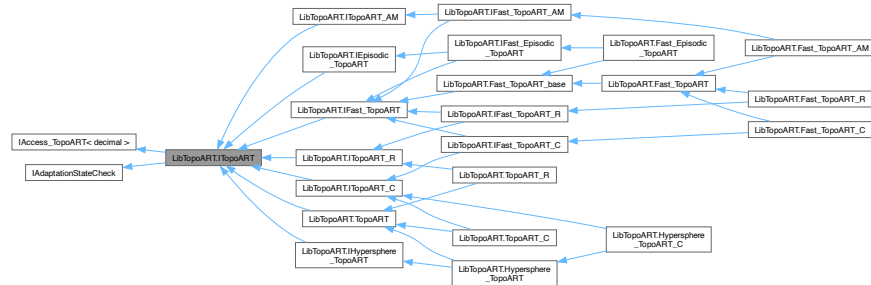 LibTopoART.ITopoART_AM
LibTopoART.IFast_TopoART_AM
LibTopoART.IEpisodic
_TopoART
LibTopoART.IFast_Episodic
_TopoART
LibTopoART.Fast_Episodic
_TopoART
LibTopoART.Fast_TopoART_AM
LibTopoART.Fast_TopoART_base
LibTopoART.Fast_TopoART
LibTopoART.IFast_TopoART
LibTopoART.IFast_TopoART_R
LibTopoART.Fast_TopoART_R
LibTopoART.Fast_TopoART_C
IAccess_TopoART< decimal >
IAdaptationStateCheck
LibTopoART.ITopoART
LibTopoART.ITopoART_R
LibTopoART.IFast_TopoART_C
LibTopoART.TopoART_R
LibTopoART.ITopoART_C
LibTopoART.TopoART
LibTopoART.TopoART_C
LibTopoART.Hypersphere
_TopoART_C
LibTopoART.IHypersphere
_TopoART
LibTopoART.Hypersphere
_TopoART